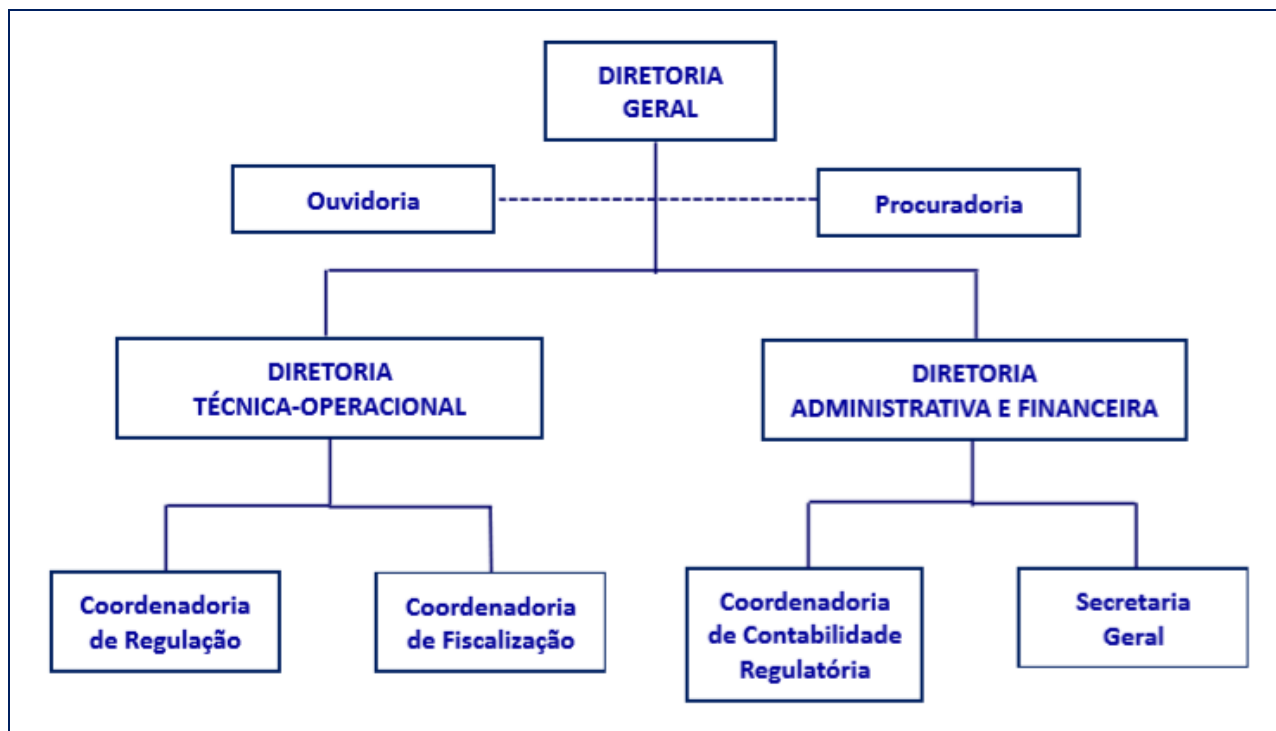 DIRETORIA
GERAL
Ouvidoria
Procuradoria
DIRETORIA
TÉCNICA-OPERACIONAL
DIRETORIA
ADMINISTRATIVA E FINANCEIRA
Coordenadoria
de Regulação
Coordenadoria
de Fiscalização
Coordenadoria
de Contabilidade
Regulatória
Secretaria
Geral